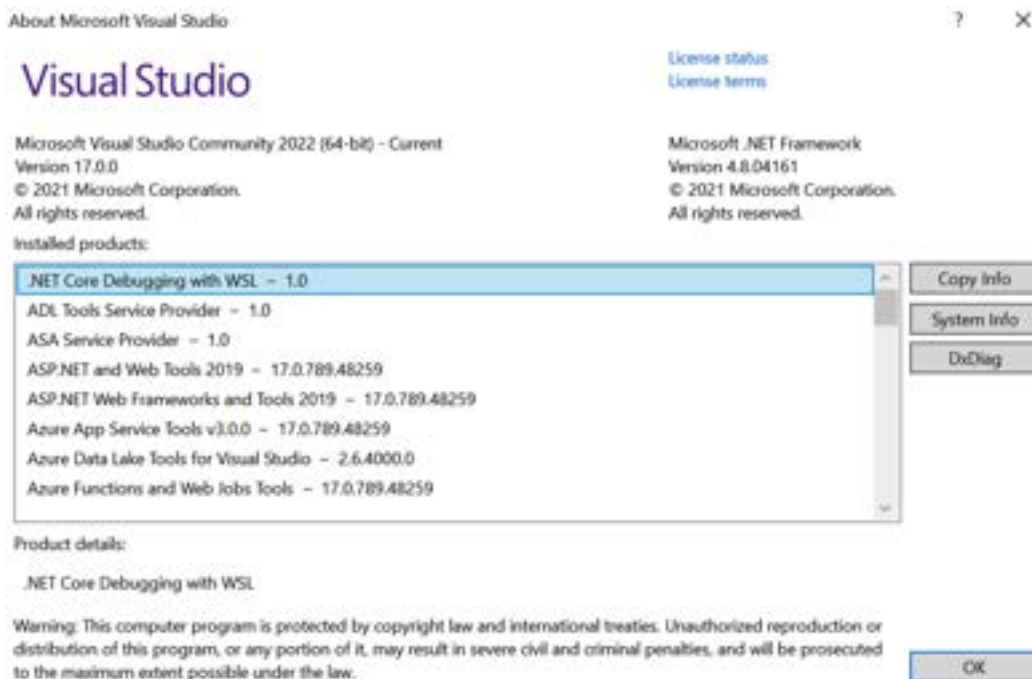 About Microsoft Visual Studio
? ×
Visual Studio
License status
License terms
Microsoft Visual Studio Community 2022 (64-bit) - Current
Version 17.0.0
© 2021 Microsoft Corporation.
All rights reserved.
Microsoft .NET Framework
Version 4.8.04161
© 2021 Microsoft Corporation.
All rights reserved.
Installed products:
.NET Core Debugging with WSL – 1.0
ADL Tools Service Provider – 1.0
ASA Service Provider – 1.0
ASP.NET and Web Tools 2019 – 17.0.789.48259
ASP.NET Web Frameworks and Tools 2019 – 17.0.789.48259
Azure App Service Tools v3.0.0 – 17.0.789.48259
Azure Data Lake Tools for Visual Studio – 2.6.4000.0
Azure Functions and Web Jobs Tools – 17.0.789.48259
Copy Info
System Info
DxDiag
Product details:
.NET Core Debugging with WSL
Warning: This computer program is protected by copyright law and international treaties. Unauthorized reproduction or
distribution of this program, or any portion of it, may result in severe civil and criminal penalties, and will be prosecuted
to the maximum extent possible under the law.
OK